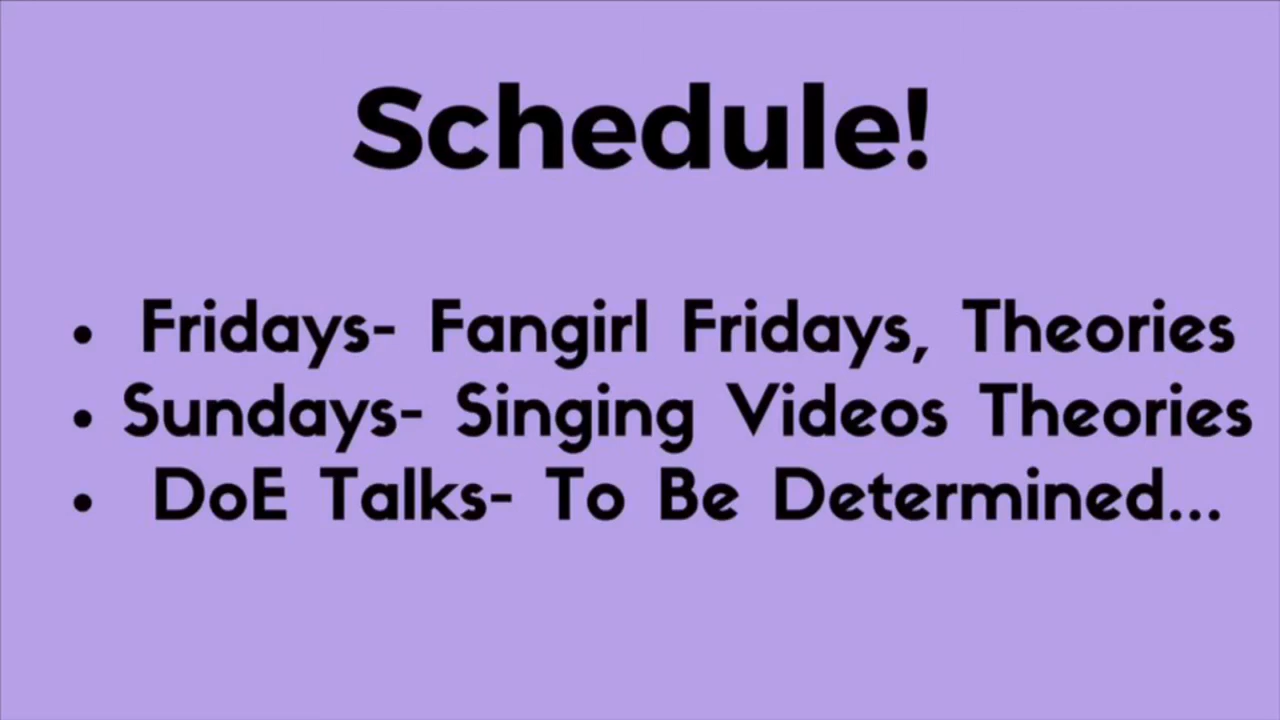 Schedule!
• Fridays- Fangirl Fridays, Theories
• Sundays- Singing Videos Theories
• DoE Talks- To Be Determined...